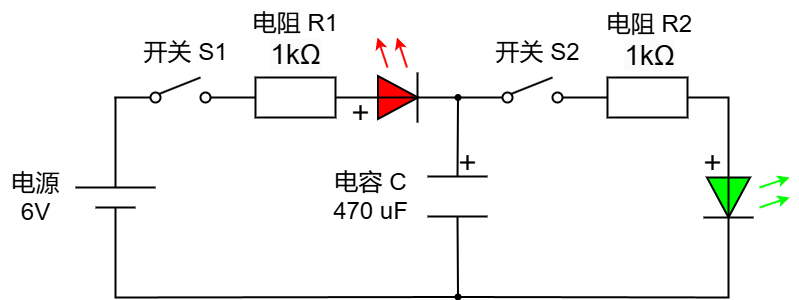 开关 S1
电阻 R1
1kΩ
开关 S2
电阻 R2
1kΩ
+
+
+
电源
6V
电容 C
470 uF